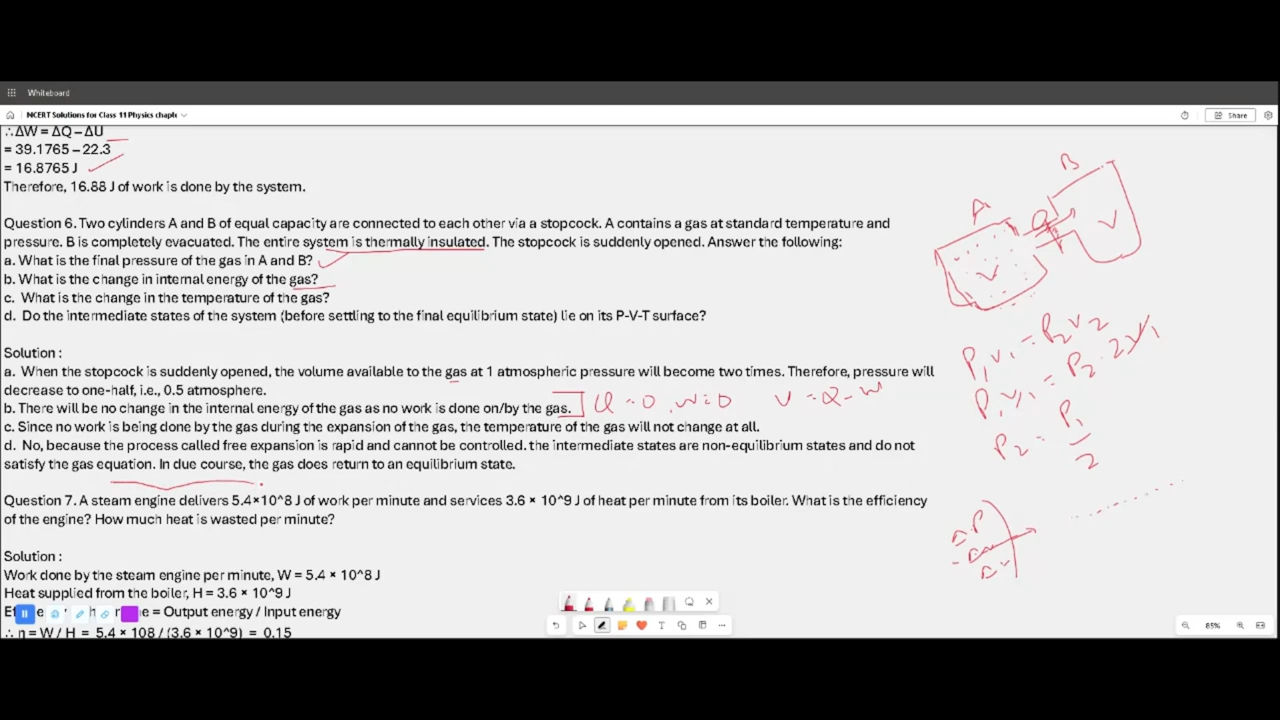 Whiteboard
NCERT Solutions for Class 11 Physics chapte
Share
∴ΔW = ΔQ – ΔU
= 39.1765 – 22.3
= 16.8765 J
Therefore, 16.88 J of work is done by the system.
Question 6. Two cylinders A and B of equal capacity are connected to each other via a stopcock. A contains a gas at standard temperature and
pressure. B is completely evacuated. The entire system is thermally insulated. The stopcock is suddenly opened. Answer the following:
a. What is the final pressure of the gas in A and B?
b. What is the change in internal energy of the gas?
c. What is the change in the temperature of the gas?
d. Do the intermediate states of the system (before settling to the final equilibrium state) lie on its P-V-T surface?
Solution :
a. When the stopcock is suddenly opened, the volume available to the gas at 1 atmospheric pressure will become two times. Therefore, pressure will
decrease to one-half, i.e., 0.5 atmosphere.
b. There will be no change in the internal energy of the gas as no work is done on/by the gas. Q = 0, W = 0 U = Q - W
c. Since no work is being done by the gas during the expansion of the gas, the temperature of the gas will not change at all.
d. No, because the process called free expansion is rapid and cannot be controlled. the intermediate states are non-equilibrium states and do not
satisfy the gas equation. In due course, the gas does return to an equilibrium state.
Question 7. A steam engine delivers 5.4×10^8 J of work per minute and services 3.6 × 10^9 J of heat per minute from its boiler. What is the efficiency
of the engine? How much heat is wasted per minute?
Solution :
Work done by the steam engine per minute, W = 5.4 × 10^8 J
Heat supplied from the boiler, H = 3.6 × 10^9 J
= Output energy / Input energy
∴ η = W / H = 5.4 × 108 / (3.6 × 10^9) = 0.15
A
B
V
V
P₁V₁ = P₂V₂
P₁V₁ = P₂ · 2V₁
P₂ = P₁/2
ΔP
85%